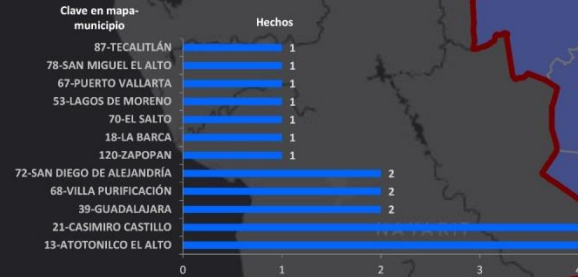 Clave en mapa-
municipio
Hechos
87-TECALITLÁN 1
78-SAN MIGUEL EL ALTO 1
67-PUERTO VALLARTA 1
53-LAGOS DE MORENO 1
70-EL SALTO 1
18-LA BARCA 1
120-ZAPOPAN 1
72-SAN DIEGO DE ALEJANDRÍA 2
68-VILLA PURIFICACIÓN 2
39-GUADALAJARA 2
NAYARIT
21-CASIMIRO CASTILLO
13-ATOTONILCO EL ALTO
0 1 2 3